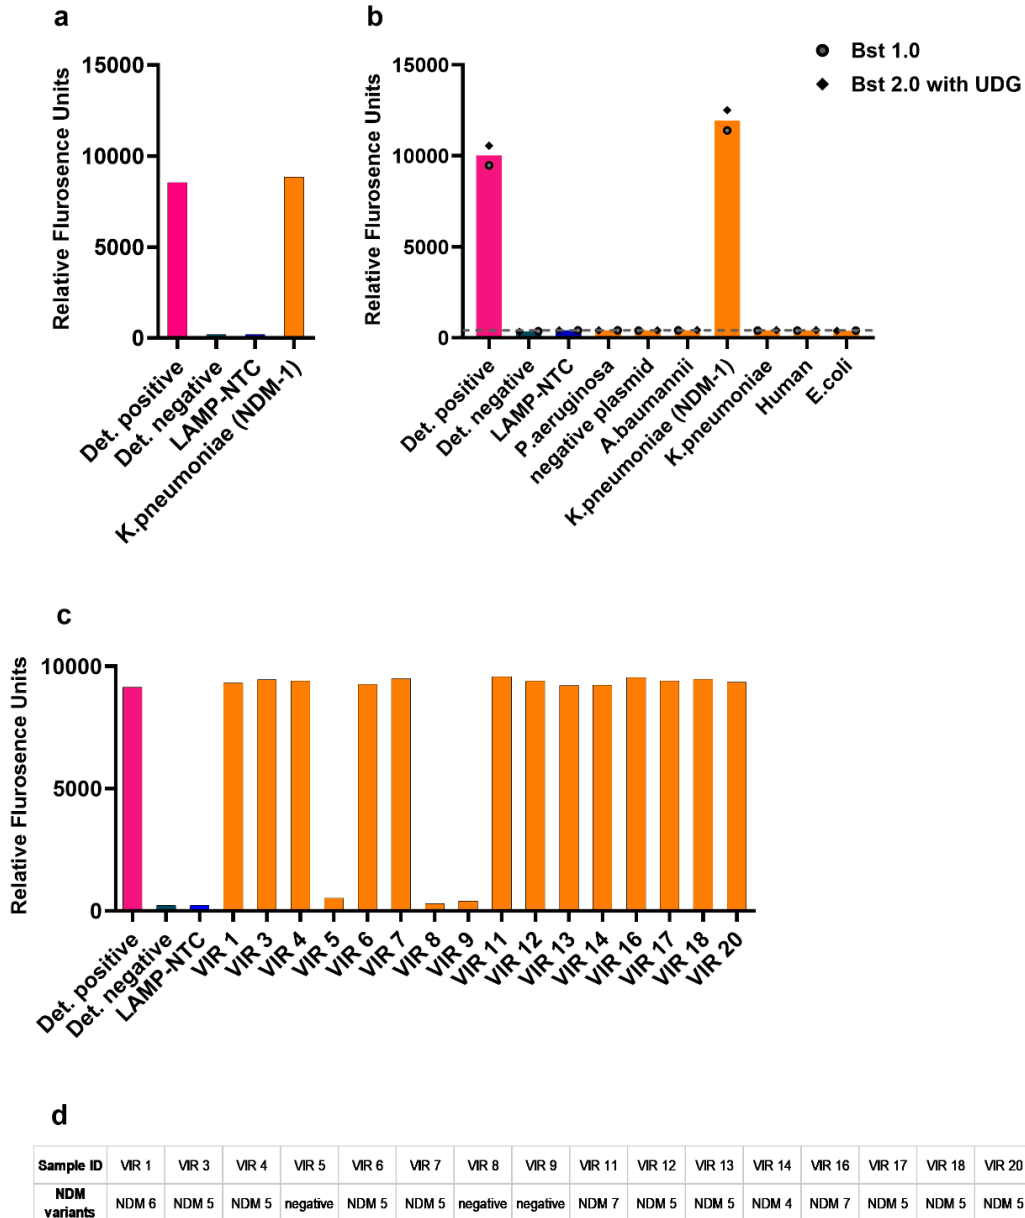 a
b
Bst 1.0
Bst 2.0 with UDG
Relative Flurosence Units
15000
10000
5000
0
Det. positive
Det. negative
LAMP-NTC
K.pneumoniae (NDM-1)
Relative Flurosence Units
15000
10000
5000
0
Det. positive
Det. negative
LAMP-NTC
P.aeruginosa
negative plasmid
A.baumannii
K.pneumoniae (NDM-1)
K.pneumoniae
Human
E.coli
c
Relative Flurosence Units
10000
5000
0
Det. positive
Det. negative
LAMP-NTC
VIR 1
VIR 3
VIR 4
VIR 5
VIR 6
VIR 7
VIR 8
VIR 9
VIR 11
VIR 12
VIR 13
VIR 14
VIR 16
VIR 17
VIR 18
VIR 20
d
Sample ID VIR 1 VIR 3 VIR 4 VIR 5 VIR 6 VIR 7 VIR 8 VIR 9 VIR 11 VIR 12 VIR 13 VIR 14 VIR 16 VIR 17 VIR 18 VIR 20
NDM variants NDM 6 NDM 5 NDM 5 negative NDM 5 NDM 5 negative negative NDM 7 NDM 5 NDM 5 NDM 4 NDM 7 NDM 5 NDM 5 NDM 5